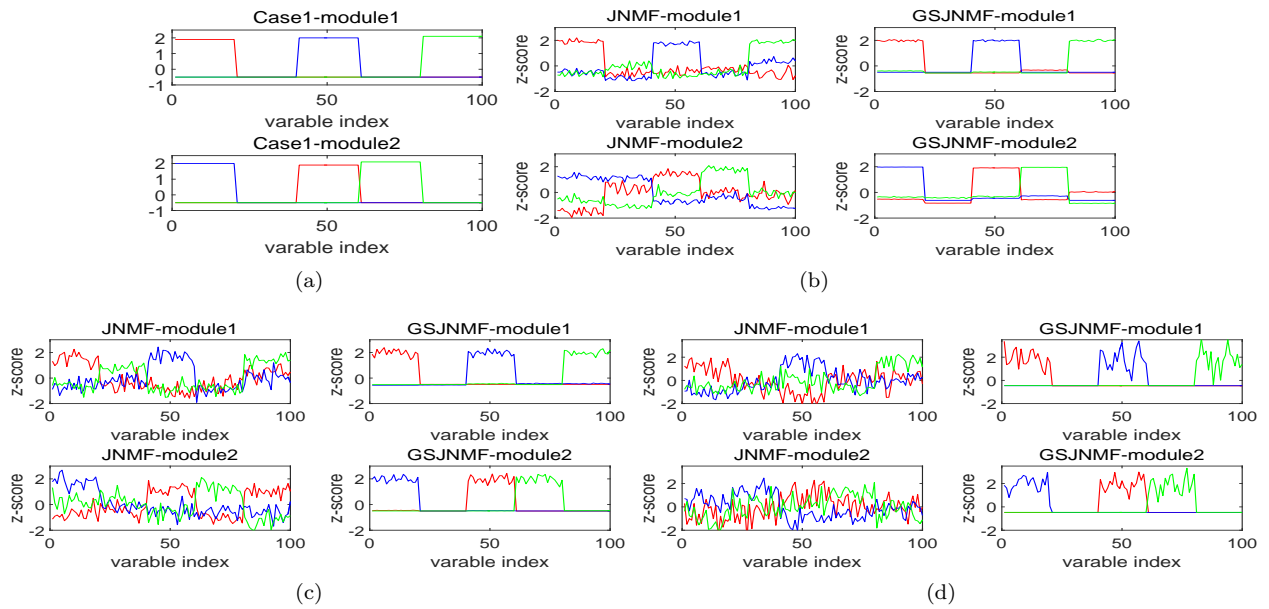 Case1-module1
2
1
0
-1
0
50
100
varable index
Case1-module2
2
1
0
-1
0
50
100
varable index
(a)
JNMF-module1
z-score
2
0
-2
0
50
100
varable index
GSJNMF-module1
z-score
2
0
-2
0
50
100
varable index
JNMF-module2
z-score
2
0
-2
0
50
100
varable index
GSJNMF-module2
z-score
2
0
-2
0
50
100
varable index
(b)
JNMF-module1
z-score
2
0
-2
0
50
100
varable index
GSJNMF-module1
z-score
2
0
-2
0
50
100
varable index
JNMF-module2
z-score
2
0
-2
0
50
100
varable index
GSJNMF-module2
z-score
2
0
-2
0
50
100
varable index
(c)
JNMF-module1
z-score
2
0
-2
0
50
100
varable index
GSJNMF-module1
z-score
2
0
-2
0
50
100
varable index
JNMF-module2
z-score
2
0
-2
0
50
100
varable index
GSJNMF-module2
z-score
2
0
-2
0
50
100
varable index
(d)